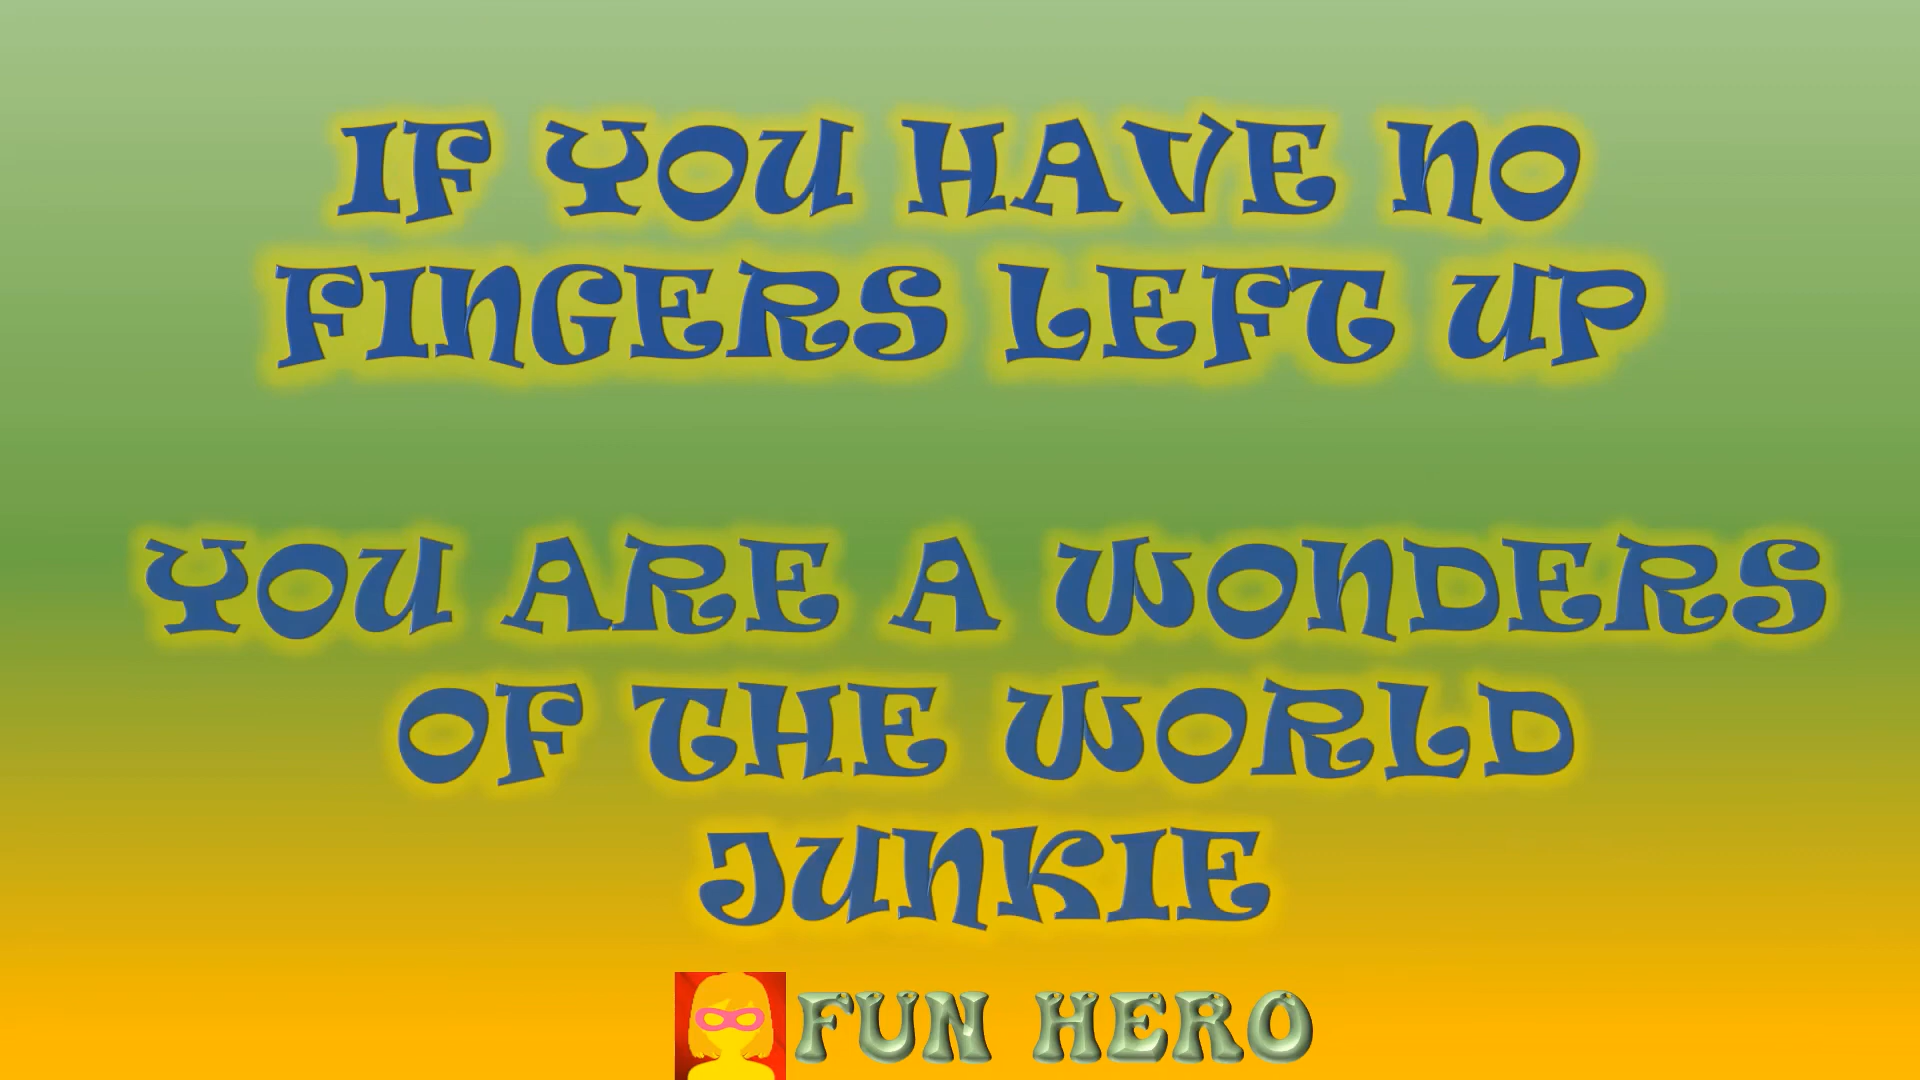 IF YOU HAVE NO
FINGERS LEFT UP
YOU ARE A WONDERS
OF THE WORLD
JUNKIE
FUN HERO